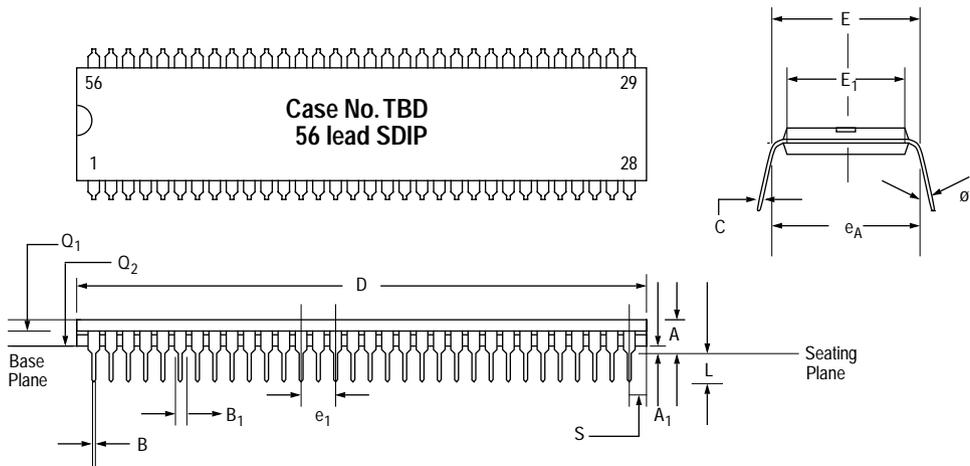 E
56
29
E1
Case No. TBD
56 lead SDIP
1
28
ø
C
eA
Q1
Q2
D
A
Base
Plane
Seating
Plane
L
B1
e1
A1
S
B